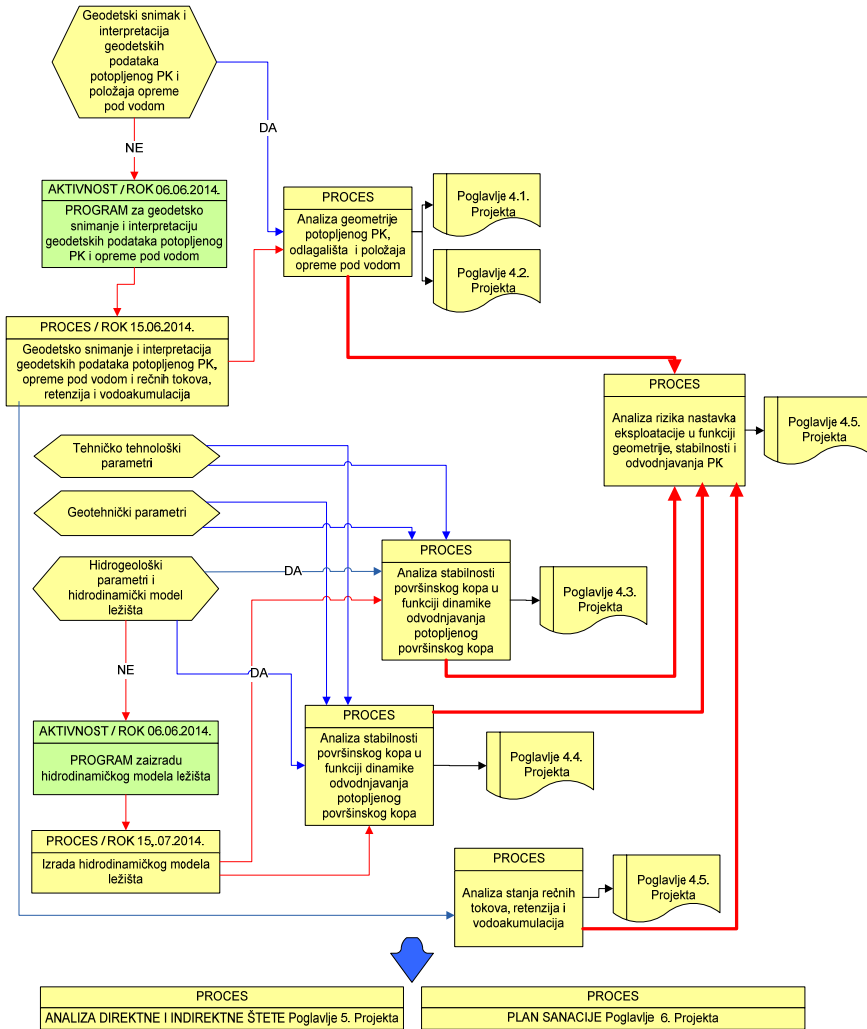 Geodetski snimak i
interpretacija
geodetskih
podataka
potopljenog PK i
položaja opreme
pod vodom
DA
NE
AKTIVNOST / ROK 06.06.2014.
PROGRAM za geodetsko
snimanje i interpretaciju
geodetskih podataka potopljenog
PK i opreme pod vodom
PROCES
Analiza geometrije
potopljenog PK,
odlagališta i položaja
opreme pod vodom
Poglavlje 4.1.
Projekta
Poglavlje 4.2.
Projekta
PROCES / ROK 15.06.2014.
Geodetsko snimanje i interpretacija
geodetskih podataka potopljenog PK,
opreme pod vodom i rečnih tokova,
retenzija i vodoakumulacija
PROCES
Analiza rizika nastavka
eksploatacije u funkciji
geometrije, stabilnosti i
odvodnjavanja PK
Poglavlje 4.5.
Projekta
Tehničko tehnološki
parametri
Geotehnički parametri
Hidrogeološki
parametri i
hidrodinamički model
ležišta
DA
PROCES
Analiza stabilnosti
površinskog kopa u
funkciji dinamike
odvodnjavanja
potopljenog
površinskog kopa
Poglavlje 4.3.
Projekta
NE
DA
AKTIVNOST / ROK 06.06.2014.
PROGRAM zaizradu
hidrodinamičkog modela ležišta
PROCES
Analiza stabilnosti
površinskog kopa u
funkciji dinamike
odvodnjavanja
potopljenog
površinskog kopa
Poglavlje 4.4.
Projekta
PROCES / ROK 15,.07.2014.
Izrada hidrodinamičkog modela
ležišta
PROCES
Analiza stanja rečnih
tokova, retenzija i
vodoakumulacija
Poglavlje 4.5.
Projekta
PROCES
ANALIZA DIREKTNE I INDIREKTNE ŠTETE Poglavlje 5. Projekta
PROCES
PLAN SANACIJE Poglavlje 6. Projekta